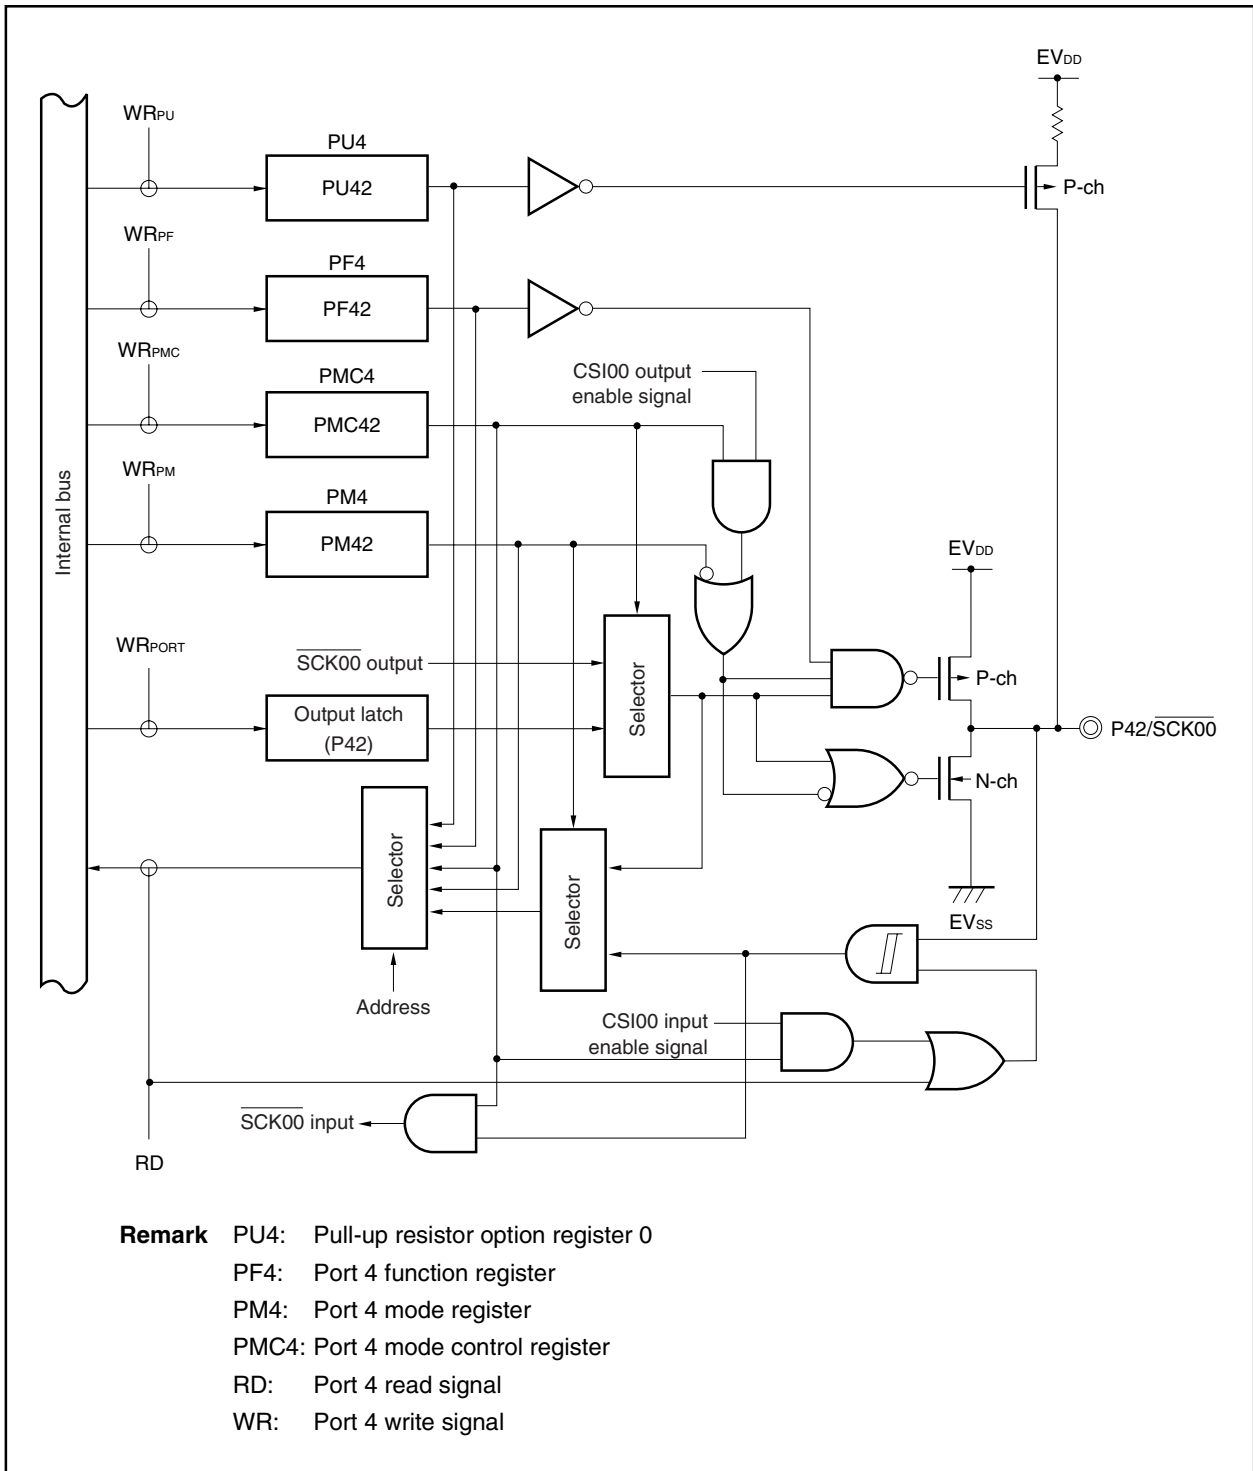 EVDD
WRPU
PU4
PU42
P-ch
WRPF
PF4
PF42
WRPMC
PMC4
PMC42
CSI00 output
enable signal
WRPM
PM4
PM42
Internal bus
EVDD
WRPORT
SCK00 output
Selector
P-ch
Output latch
(P42)
P42/SCK00
N-ch
Selector
Selector
EVSS
Address
CSI00 input
enable signal
SCK00 input
RD
Remark PU4: Pull-up resistor option register 0
PF4: Port 4 function register
PM4: Port 4 mode register
PMC4: Port 4 mode control register
RD: Port 4 read signal
WR: Port 4 write signal